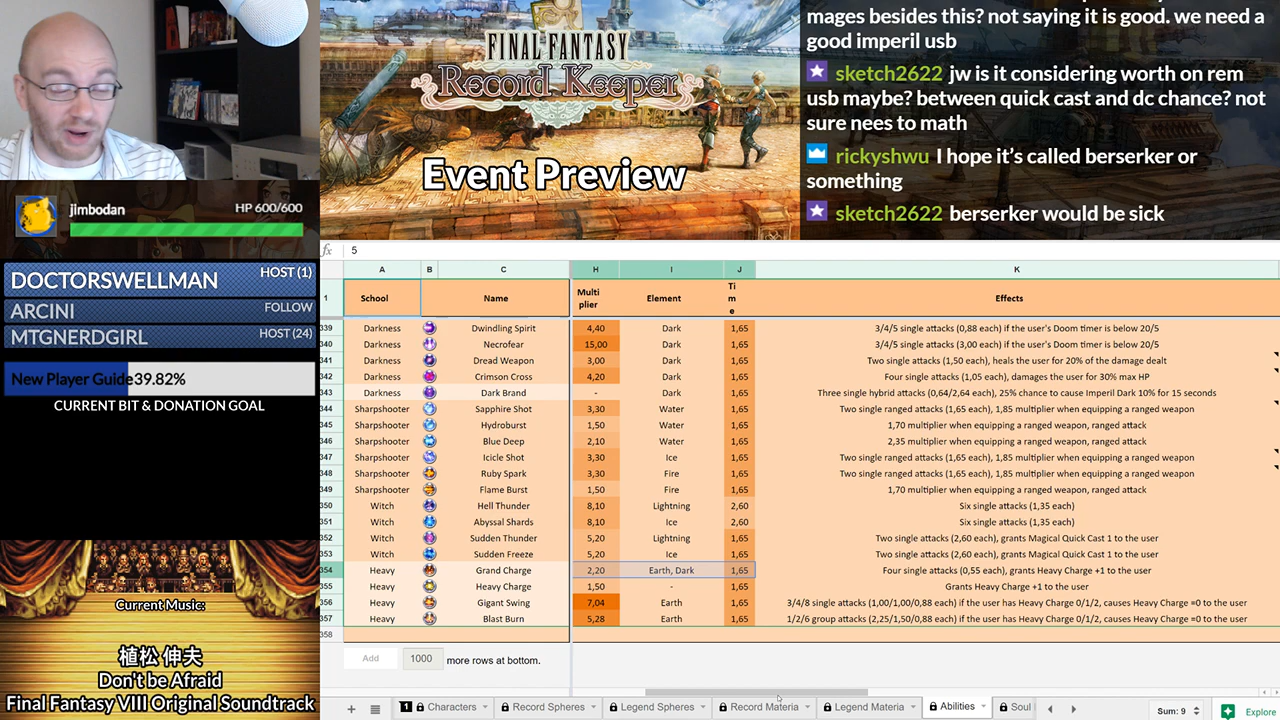 mages besides this? not saying it is good. we need a
good imperil usb
sketch2622 jw is it considering worth on rem
usb maybe? between quick cast and dc chance? not
sure nees to math
rickyshwu I hope it's called berserker or
something
sketch2622 berserker would be sick
FINAL FANTASY
Record Keeper
Event Preview
jimbodan HP 600/600
DOCTORSWELLMAN HOST (1)
ARCINI FOLLOW
MTGNERDGIRL HOST (24)
New Player Guide39.82%
CURRENT BIT & DONATION GOAL
Current Music:
植松 伸夫
Don't be Afraid
Final Fantasy VIII Original Soundtrack
fx 5
A B C H I J K
1 School Name Multi plier Element Ti m e Effects
339 Darkness Dwindling Spirit 4,40 Dark 1,65 3/4/5 single attacks (0,88 each) if the user's Doom timer is below 20/5
340 Darkness Necrofear 15,00 Dark 1,65 3/4/5 single attacks (3,00 each) if the user's Doom timer is below 20/5
341 Darkness Dread Weapon 3,00 Dark 1,65 Two single attacks (1,50 each), heals the user for 20% of the damage dealt
342 Darkness Crimson Cross 4,20 Dark 1,65 Four single attacks (1,05 each), damages the user for 30% max HP
343 Darkness Dark Brand - Dark 1,65 Three single hybrid attacks (0,64/2,64 each), 25% chance to cause Imperil Dark 10% for 15 seconds
344 Sharpshooter Sapphire Shot 3,30 Water 1,65 Two single ranged attacks (1,65 each), 1,85 multiplier when equipping a ranged weapon
345 Sharpshooter Hydroburst 1,50 Water 1,65 1,70 multiplier when equipping a ranged weapon, ranged attack
346 Sharpshooter Blue Deep 2,10 Water 1,65 2,35 multiplier when equipping a ranged weapon, ranged attack
347 Sharpshooter Icicle Shot 3,30 Ice 1,65 Two single ranged attacks (1,65 each), 1,85 multiplier when equipping a ranged weapon
348 Sharpshooter Ruby Spark 3,30 Fire 1,65 Two single ranged attacks (1,65 each), 1,85 multiplier when equipping a ranged weapon
349 Sharpshooter Flame Burst 1,50 Fire 1,65 1,70 multiplier when equipping a ranged weapon, ranged attack
350 Witch Hell Thunder 8,10 Lightning 2,60 Six single attacks (1,35 each)
351 Witch Abyssal Shards 8,10 Ice 2,60 Six single attacks (1,35 each)
352 Witch Sudden Thunder 5,20 Lightning 1,65 Two single attacks (2,60 each), grants Magical Quick Cast 1 to the user
353 Witch Sudden Freeze 5,20 Ice 1,65 Two single attacks (2,60 each), grants Magical Quick Cast 1 to the user
354 Heavy Grand Charge 2,20 Earth, Dark 1,65 Four single attacks (0,55 each), grants Heavy Charge +1 to the user
355 Heavy Heavy Charge 1,50 - 1,65 Grants Heavy Charge +1 to the user
356 Heavy Gigant Swing 7,04 Earth 1,65 3/4/8 single attacks (1,00/1,00/0,88 each) if the user has Heavy Charge 0/1/2, causes Heavy Charge =0 to the user
357 Heavy Blast Burn 5,28 Earth 1,65 1/2/6 group attacks (2,25/1,50/0,88 each) if the user has Heavy Charge 0/1/2, causes Heavy Charge =0 to the user
358
Add 1000 more rows at bottom.
1 Characters Record Spheres Legend Spheres Record Materia Legend Materia Abilities Soul Sum: 9 Explore